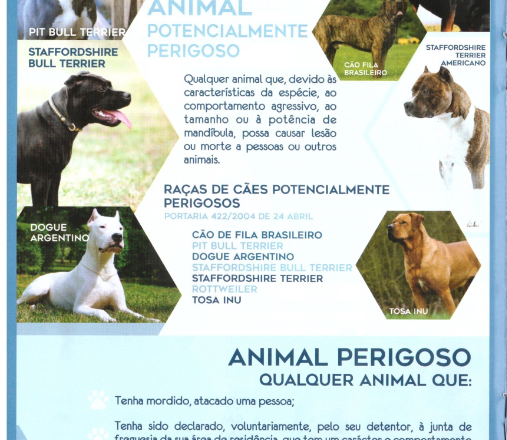 ANIMAL
POTENCIALMENTE
PERIGOSO
PIT BULL TERRIER
STAFFORDSHIRE
BULL TERRIER
CÃO FILA
BRASILEIRO
STAFFORDSHIRE
TERRIER
AMERICANO
Qualquer animal que, devido às
características da espécie, ao
comportamento agressivo, ao
tamanho ou à potência de
mandíbula, possa causar lesão
ou morte a pessoas ou outros
animais.
RAÇAS DE CÃES POTENCIALMENTE
PERIGOSOS
PORTARIA 422/2004 DE 24 ABRIL
DOGUE
ARGENTINO
CÃO DE FILA BRASILEIRO
PIT BULL TERRIER
DOGUE ARGENTINO
STAFFORDSHIRE BULL TERRIER
STAFFORDSHIRE TERRIER
ROTTWEILER
TOSA INU
TOSA INU
ANIMAL PERIGOSO
QUALQUER ANIMAL QUE:
Tenha mordido, atacado uma pessoa;
Tenha sido declarado, voluntariamente, pelo seu detentor, à junta de
freguesia da sua área de residência, que tem um carácter e comportamento